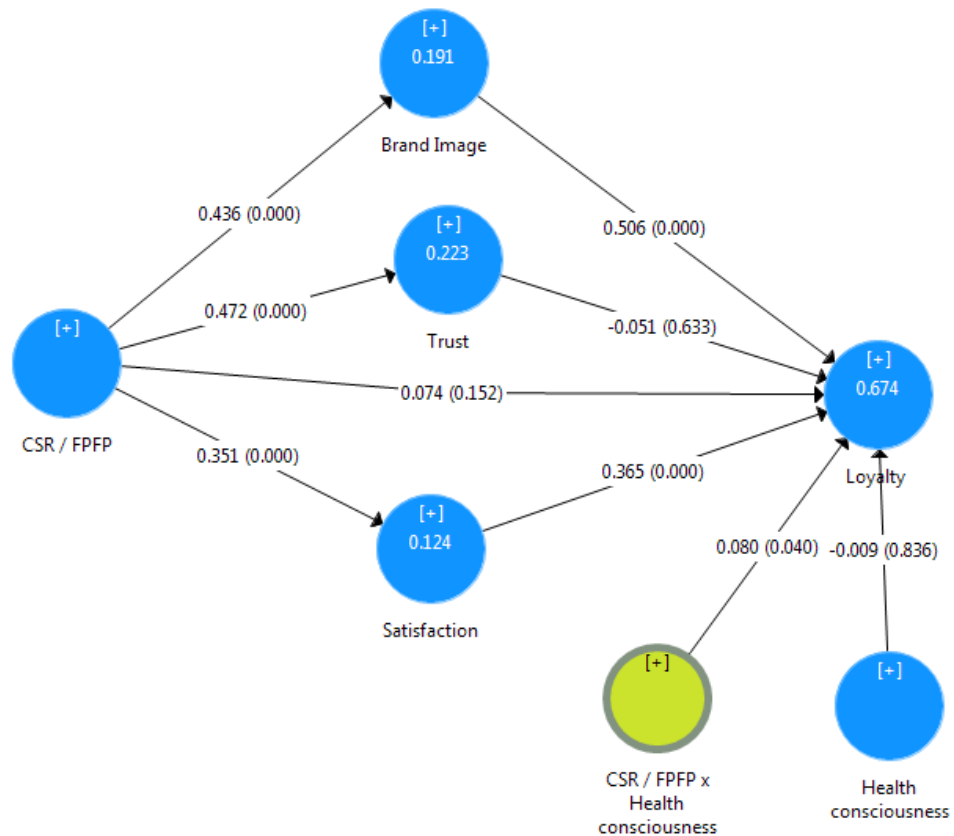 [+]
0.191
Brand Image
0.436 (0.000)
0.506 (0.000)
[+]
0.223
Trust
0.472 (0.000)
-0.051 (0.633)
[+]
CSR / FPFP
0.074 (0.152)
[+]
0.674
Loyalty
0.351 (0.000)
0.365 (0.000)
[+]
0.124
Satisfaction
0.080 (0.040)
-0.009 (0.836)
[+]
CSR / FPFP x
Health
consciousness
[+]
Health
consciousness